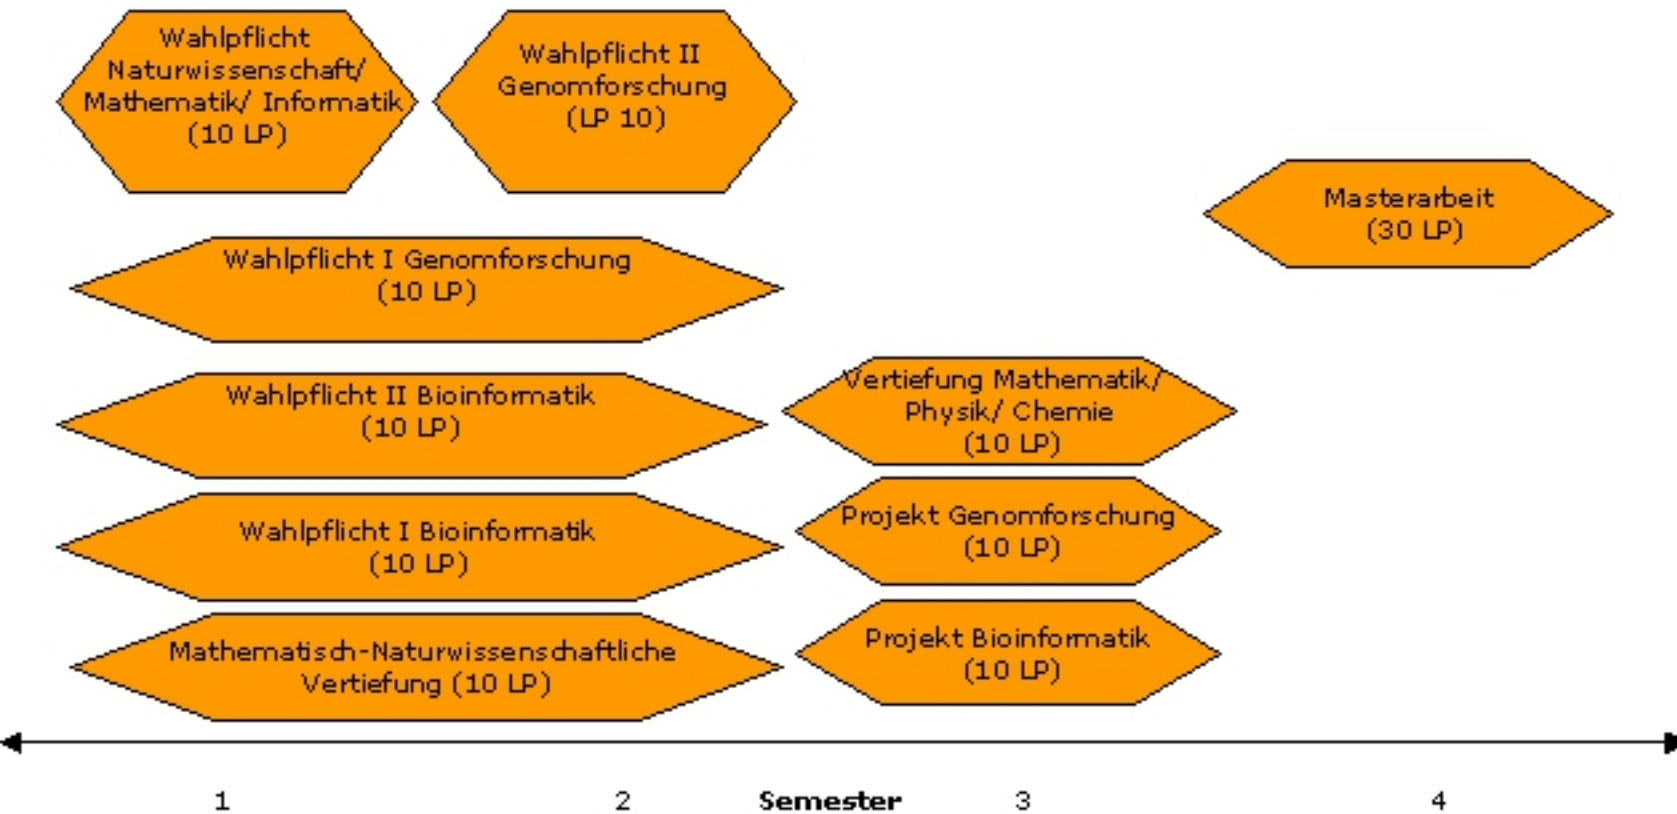 Wahlpflicht
Naturwissenschaft/
Mathematik/ Informatik
(10 LP)
Wahlpflicht II
Genomforschung
(LP 10)
Masterarbeit
(30 LP)
Wahlpflicht I Genomforschung
(10 LP)
Wahlpflicht II Bioinformatik
(10 LP)
Vertiefung Mathematik/
Physik/ Chemie
(10 LP)
Wahlpflicht I Bioinformatik
(10 LP)
Projekt Genomforschung
(10 LP)
Mathematisch-Naturwissenschaftliche
Vertiefung (10 LP)
Projekt Bioinformatik
(10 LP)
1 2 Semester 3 4